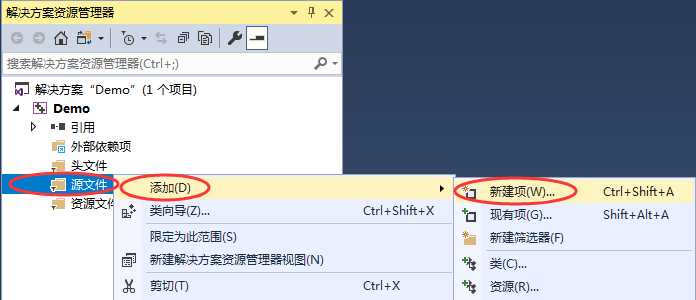 解决方案资源管理器
搜索解决方案资源管理器(Ctrl+;)
解决方案“Demo”(1 个项目)
Demo
引用
外部依赖项
头文件
源文件
资源文件
添加(D)
类向导(Z)... Ctrl+Shift+X
限定为此范围(S)
新建解决方案资源管理器视图(N)
剪切(T) Ctrl+X
新建项(W)... Ctrl+Shift+A
现有项(G)... Shift+Alt+A
新建筛选器(F)
类(C)...
资源(R)...